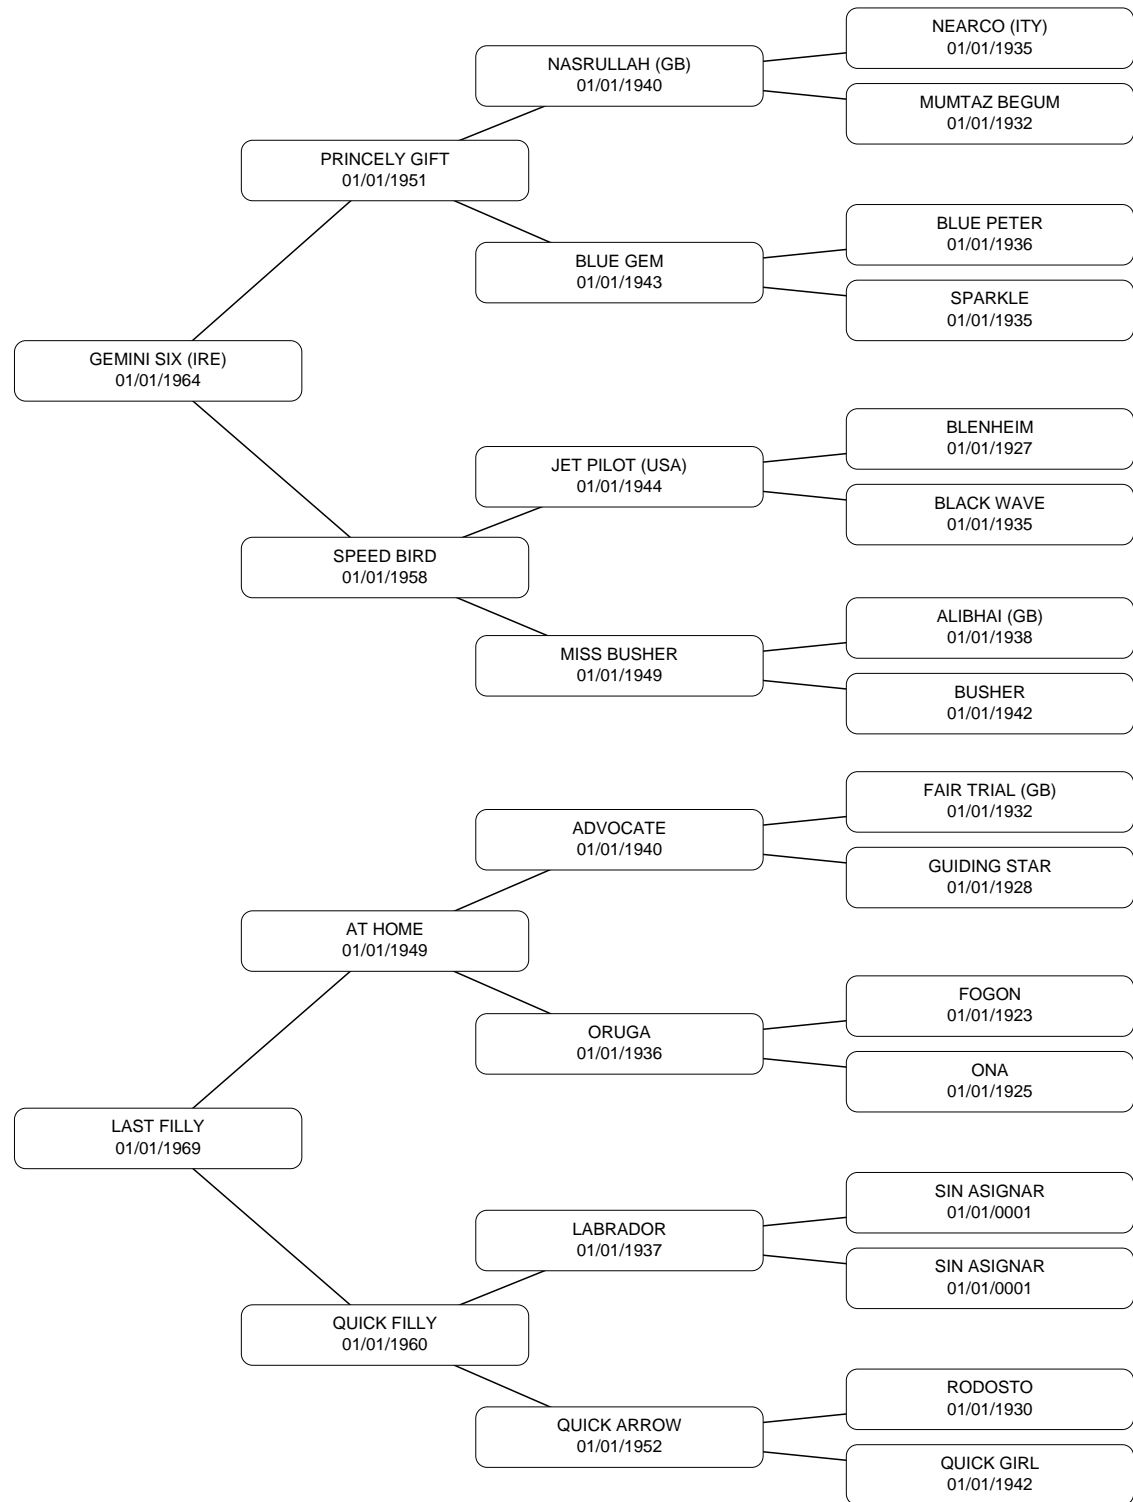 NEARCO (ITY)
01/01/1935
NASRULLAH (GB)
01/01/1940
MUMTAZ BEGUM
01/01/1932
PRINCELY GIFT
01/01/1951
BLUE PETER
01/01/1936
BLUE GEM
01/01/1943
SPARKLE
01/01/1935
GEMINI SIX (IRE)
01/01/1964
BLENHEIM
01/01/1927
JET PILOT (USA)
01/01/1944
BLACK WAVE
01/01/1935
SPEED BIRD
01/01/1958
ALIBHAI (GB)
01/01/1938
MISS BUSHER
01/01/1949
BUSHER
01/01/1942
FAIR TRIAL (GB)
01/01/1932
ADVOCATE
01/01/1940
GUIDING STAR
01/01/1928
AT HOME
01/01/1949
FOGON
01/01/1923
ORUGA
01/01/1936
ONA
01/01/1925
LAST FILLY
01/01/1969
SIN ASIGNAR
01/01/0001
LABRADOR
01/01/1937
SIN ASIGNAR
01/01/0001
QUICK FILLY
01/01/1960
RODOSTO
01/01/1930
QUICK ARROW
01/01/1952
QUICK GIRL
01/01/1942